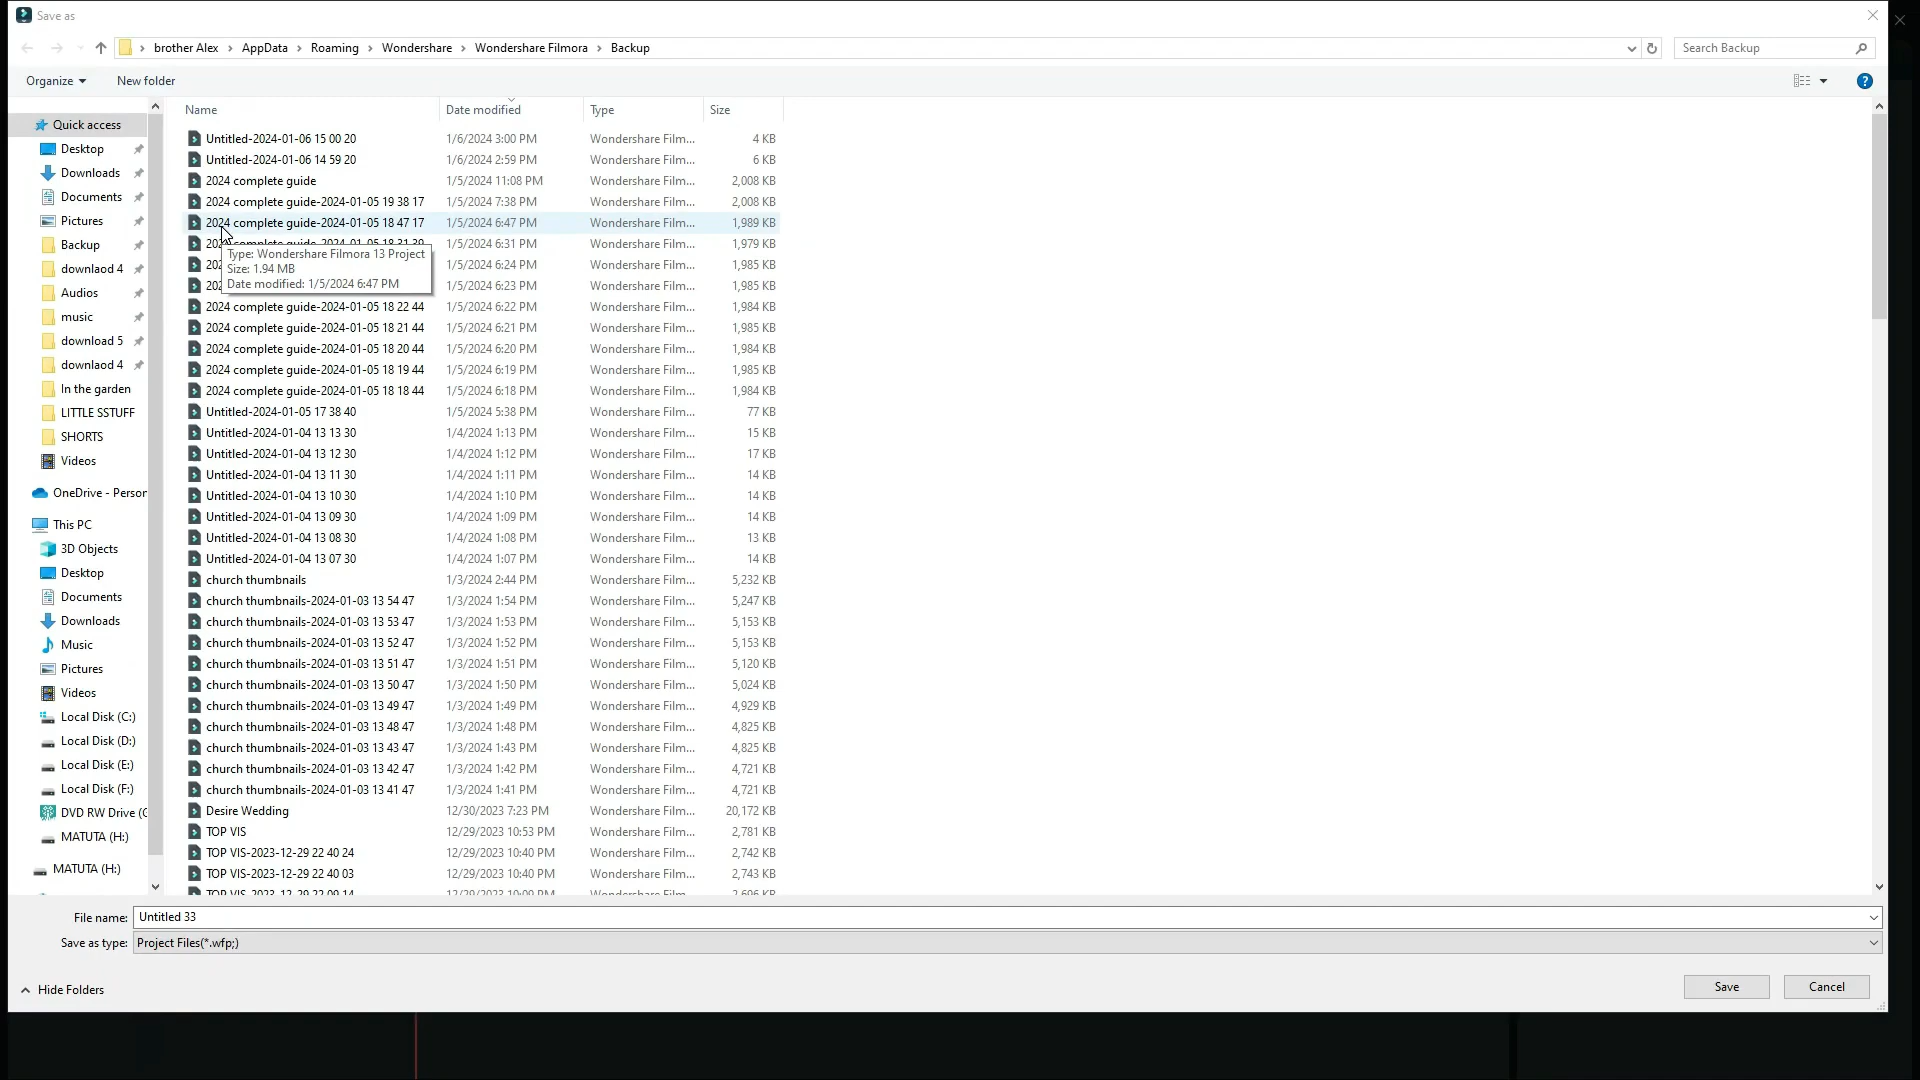 Save as
brother Alex › AppData › Roaming › Wondershare › Wondershare Filmora › Backup
Search Backup
Organize
New folder
Name Date modified Type Size
Quick access
Desktop
Downloads
Documents
Pictures
Backup
downlaod 4
Audios
music
download 5
downlaod 4
In the garden
LITTLE SSTUFF
SHORTS
Videos
OneDrive - Person
This PC
3D Objects
Desktop
Documents
Downloads
Music
Pictures
Videos
Local Disk (C:)
Local Disk (D:)
Local Disk (E:)
Local Disk (F:)
DVD RW Drive (G
MATUTA (H:)
MATUTA (H:)
Untitled-2024-01-06 15 00 20 1/6/2024 3:00 PM Wondershare Film... 4 KB
Untitled-2024-01-06 14 59 20 1/6/2024 2:59 PM Wondershare Film... 6 KB
2024 complete guide 1/5/2024 11:08 PM Wondershare Film... 2,008 KB
2024 complete guide-2024-01-05 19 38 17 1/5/2024 7:38 PM Wondershare Film... 2,008 KB
2024 complete guide-2024-01-05 18 47 17 1/5/2024 6:47 PM Wondershare Film... 1,989 KB
1/5/2024 6:31 PM Wondershare Film... 1,979 KB
Type: Wondershare Filmora 13 Project
Size: 1.94 MB
Date modified: 1/5/2024 6:47 PM
1/5/2024 6:24 PM Wondershare Film... 1,985 KB
1/5/2024 6:23 PM Wondershare Film... 1,985 KB
2024 complete guide-2024-01-05 18 22 44 1/5/2024 6:22 PM Wondershare Film... 1,984 KB
2024 complete guide-2024-01-05 18 21 44 1/5/2024 6:21 PM Wondershare Film... 1,985 KB
2024 complete guide-2024-01-05 18 20 44 1/5/2024 6:20 PM Wondershare Film... 1,984 KB
2024 complete guide-2024-01-05 18 19 44 1/5/2024 6:19 PM Wondershare Film... 1,985 KB
2024 complete guide-2024-01-05 18 18 44 1/5/2024 6:18 PM Wondershare Film... 1,984 KB
Untitled-2024-01-05 17 38 40 1/5/2024 5:38 PM Wondershare Film... 77 KB
Untitled-2024-01-04 13 13 30 1/4/2024 1:13 PM Wondershare Film... 15 KB
Untitled-2024-01-04 13 12 30 1/4/2024 1:12 PM Wondershare Film... 17 KB
Untitled-2024-01-04 13 11 30 1/4/2024 1:11 PM Wondershare Film... 14 KB
Untitled-2024-01-04 13 10 30 1/4/2024 1:10 PM Wondershare Film... 14 KB
Untitled-2024-01-04 13 09 30 1/4/2024 1:09 PM Wondershare Film... 14 KB
Untitled-2024-01-04 13 08 30 1/4/2024 1:08 PM Wondershare Film... 13 KB
Untitled-2024-01-04 13 07 30 1/4/2024 1:07 PM Wondershare Film... 14 KB
church thumbnails 1/3/2024 2:44 PM Wondershare Film... 5,232 KB
church thumbnails-2024-01-03 13 54 47 1/3/2024 1:54 PM Wondershare Film... 5,247 KB
church thumbnails-2024-01-03 13 53 47 1/3/2024 1:53 PM Wondershare Film... 5,153 KB
church thumbnails-2024-01-03 13 52 47 1/3/2024 1:52 PM Wondershare Film... 5,153 KB
church thumbnails-2024-01-03 13 51 47 1/3/2024 1:51 PM Wondershare Film... 5,120 KB
church thumbnails-2024-01-03 13 50 47 1/3/2024 1:50 PM Wondershare Film... 5,024 KB
church thumbnails-2024-01-03 13 49 47 1/3/2024 1:49 PM Wondershare Film... 4,929 KB
church thumbnails-2024-01-03 13 48 47 1/3/2024 1:48 PM Wondershare Film... 4,825 KB
church thumbnails-2024-01-03 13 43 47 1/3/2024 1:43 PM Wondershare Film... 4,825 KB
church thumbnails-2024-01-03 13 42 47 1/3/2024 1:42 PM Wondershare Film... 4,721 KB
church thumbnails-2024-01-03 13 41 47 1/3/2024 1:41 PM Wondershare Film... 4,721 KB
Desire Wedding 12/30/2023 7:23 PM Wondershare Film... 20,172 KB
TOP VIS 12/29/2023 10:53 PM Wondershare Film... 2,781 KB
TOP VIS-2023-12-29 22 40 24 12/29/2023 10:40 PM Wondershare Film... 2,742 KB
TOP VIS-2023-12-29 22 40 03 12/29/2023 10:40 PM Wondershare Film... 2,743 KB
TOP VIS-2023-12-29 22 09 14 12/29/2023 10:09 PM Wondershare Film... 2,696 KB
File name: Untitled 33
Save as type: Project Files(*.wfp;)
Hide Folders
Save
Cancel